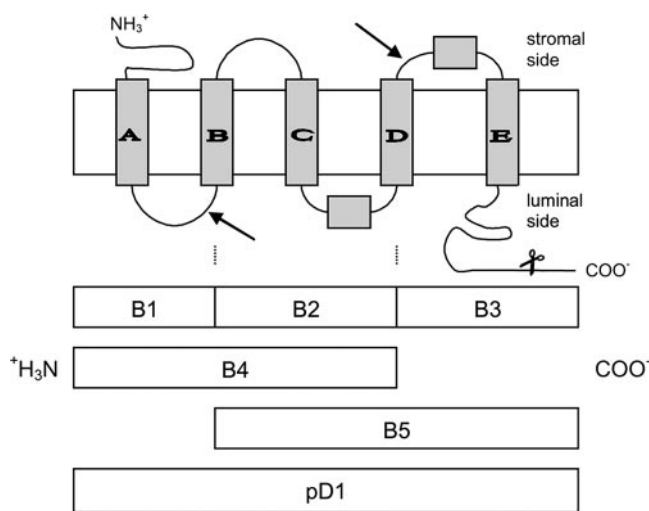 NH₃⁺
stromal
side
A B C D E
luminal
side
COO⁻
B1 B2 B3
⁺H₃N B4 COO⁻
B5
pD1